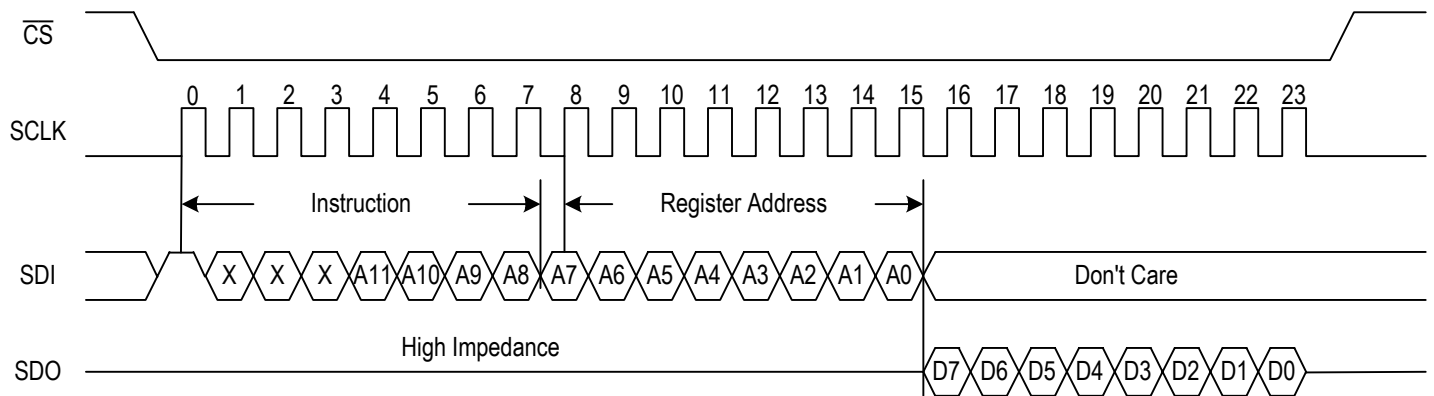 CS
0 1 2 3 4 5 6 7 8 9 10 11 12 13 14 15 16 17 18 19 20 21 22 23
SCLK
Instruction Register Address
SDI X X X A11 A10 A9 A8 A7 A6 A5 A4 A3 A2 A1 A0 Don't Care
High Impedance
SDO D7 D6 D5 D4 D3 D2 D1 D0